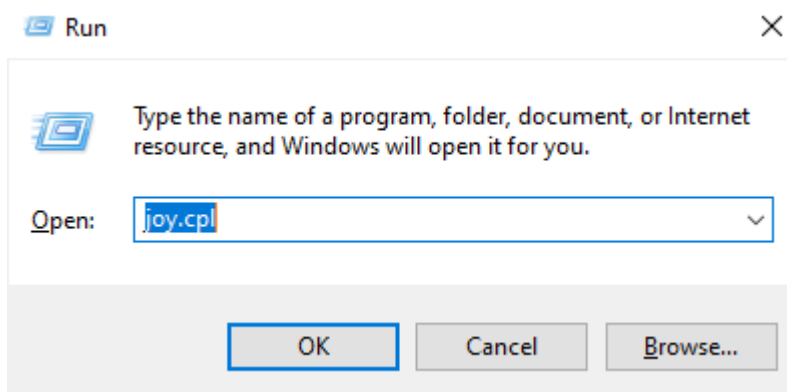 Run
Type the name of a program, folder, document, or Internet
resource, and Windows will open it for you.
Open: joy.cpl
OK Cancel Browse...